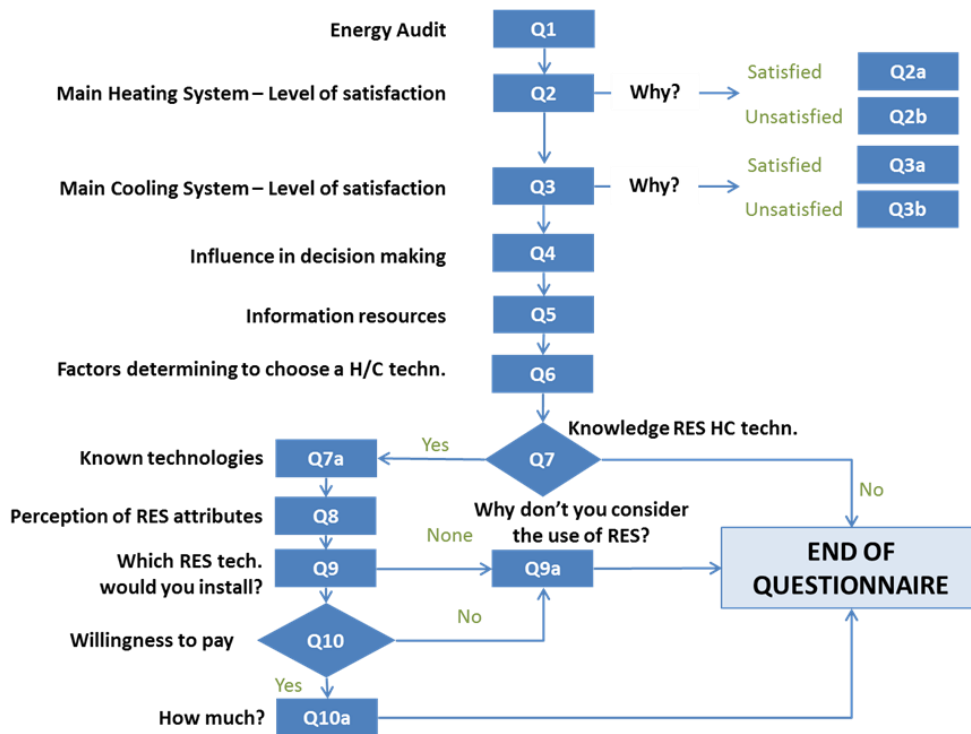 Energy Audit
Q1
Main Heating System – Level of satisfaction
Q2
Why?
Satisfied
Q2a
Unsatisfied
Q2b
Main Cooling System – Level of satisfaction
Q3
Why?
Satisfied
Q3a
Unsatisfied
Q3b
Influence in decision making
Q4
Information resources
Q5
Factors determining to choose a H/C techn.
Q6
Knowledge RES HC techn.
Known technologies
Q7a
Yes
Q7
No
Perception of RES attributes
Q8
Why don't you consider
the use of RES?
None
Which RES tech.
would you install?
Q9
Q9a
END OF
QUESTIONNAIRE
Willingness to pay
Q10
No
Yes
How much?
Q10a